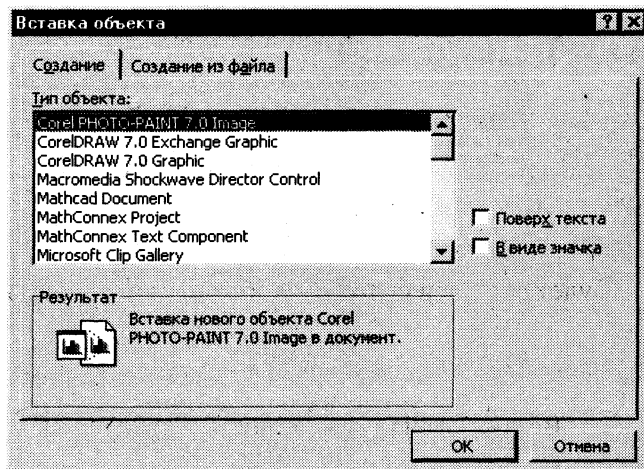 Вставка объекта
Создание
Создание из файла
Тип объекта:
Corel PHOTO-PAINT 7.0 Image
CorelDRAW 7.0 Exchange Graphic
CorelDRAW 7.0 Graphic
Macromedia Shockwave Director Control
Mathcad Document
MathConnex Project
MathConnex Text Component
Microsoft Clip Gallery
Поверх текста
В виде значка
Результат
Вставка нового объекта Corel
PHOTO-PAINT 7.0 Image в документ.
OK
Отмена